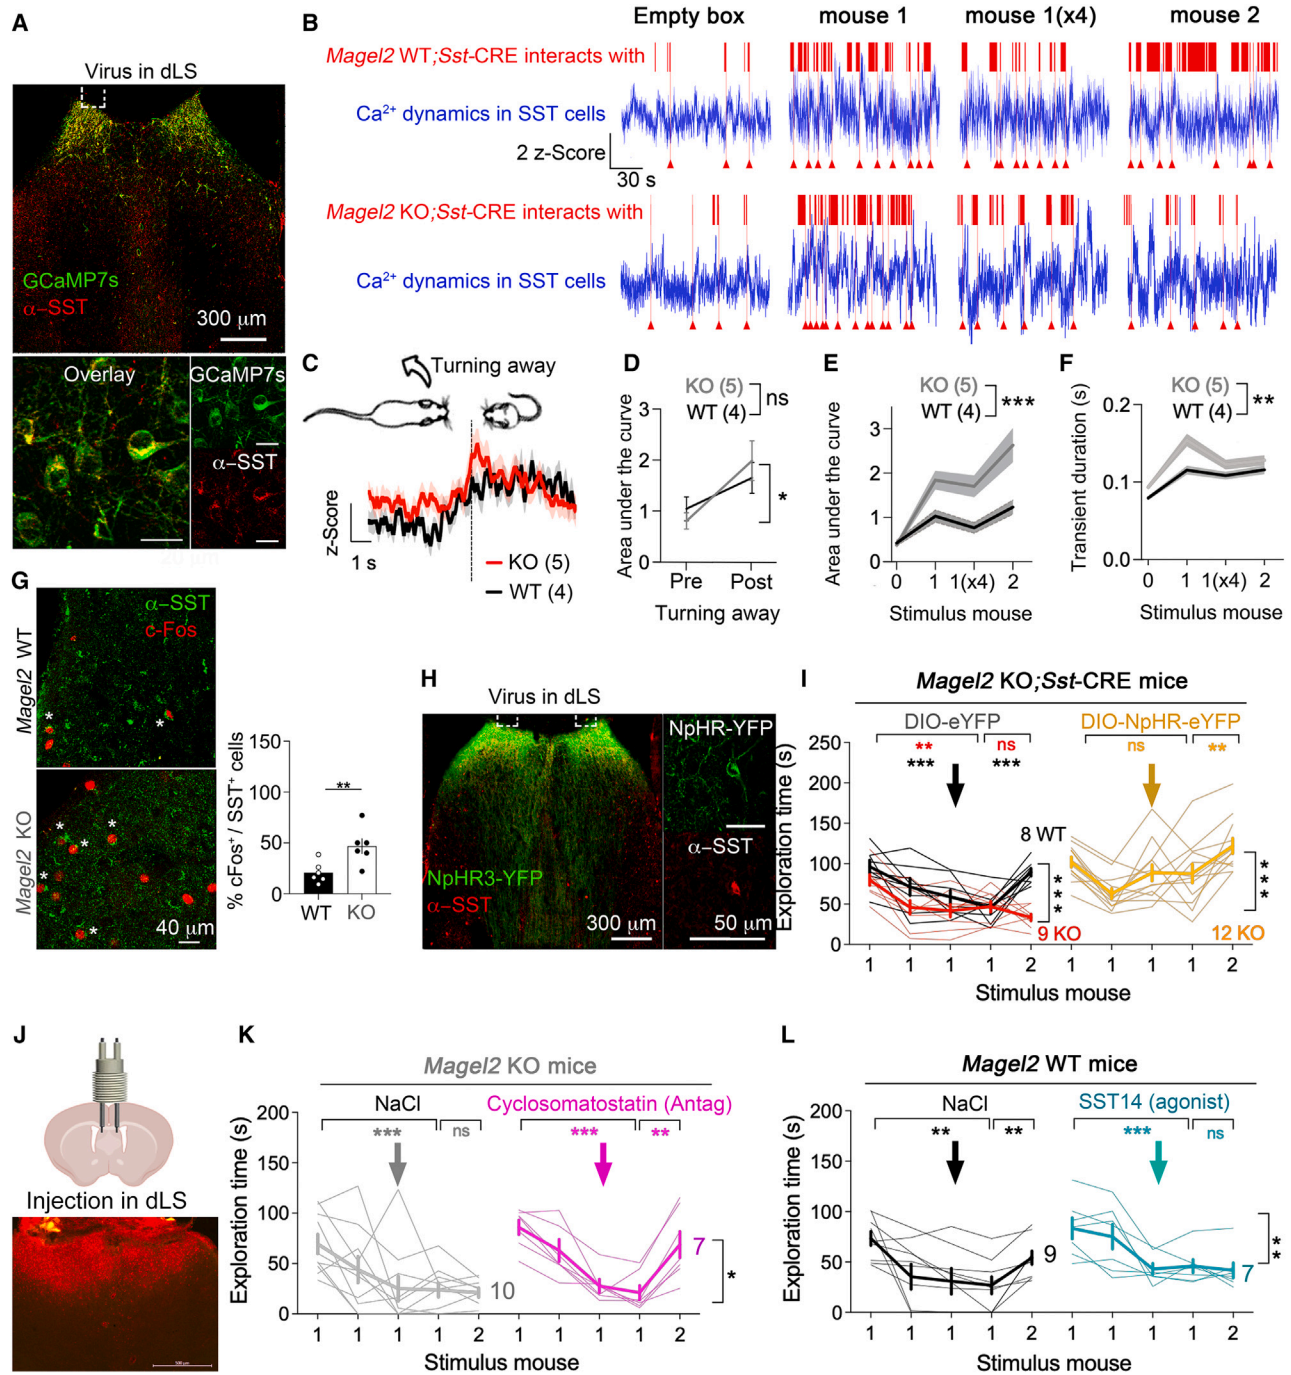 A
Virus in dLS
GCaMP7s
α-SST
300 μm
Overlay
GCaMP7s
α-SST
B
Empty box
mouse 1
mouse 1(x4)
mouse 2
Magel2 WT;Sst-CRE interacts with
Ca2+ dynamics in SST cells
2 z-Score
30 s
Magel2 KO;Sst-CRE interacts with
Ca2+ dynamics in SST cells
C
Turning away
z-Score
1 s
KO (5)
WT (4)
D
KO (5)
WT (4)
ns
Area under the curve
3
2
1
0
*
Pre
Post
Turning away
E
KO (5)
WT (4)
***
Area under the curve
3
2
1
0
0 1 1(x4) 2
Stimulus mouse
F
KO (5)
WT (4)
**
Transient duration (s)
0.2
0.1
0.0
0 1 1(x4) 2
Stimulus mouse
G
Magel2 WT
α-SST
c-Fos
*
*
Magel2 KO
*
*
*
*
*
40 μm
% cFos+ / SST+ cells
150
100
50
0
**
WT
KO
H
Virus in dLS
NpHR3-YFP
α-SST
300 μm
NpHR-YFP
α-SST
50 μm
I
Magel2 KO;Sst-CRE mice
DIO-eYFP
DIO-NpHR-eYFP
** ns ns **
*** ***
Exploration time (s)
250
200
150
100
50
0
8 WT
9 KO
***
12 KO
***
1 1 1 1 2 1 1 1 1 2
Stimulus mouse
J
Injection in dLS
500 μm
K
Magel2 KO mice
NaCl
Cyclosomatostatin (Antag)
*** ns *** **
Exploration time (s)
200
150
100
50
0
10
7
*
1 1 1 1 2 1 1 1 1 2
Stimulus mouse
L
Magel2 WT mice
NaCl
SST14 (agonist)
** ** *** ns
Exploration time (s)
200
150
100
50
0
9
7
**
1 1 1 1 2 1 1 1 1 2
Stimulus mouse